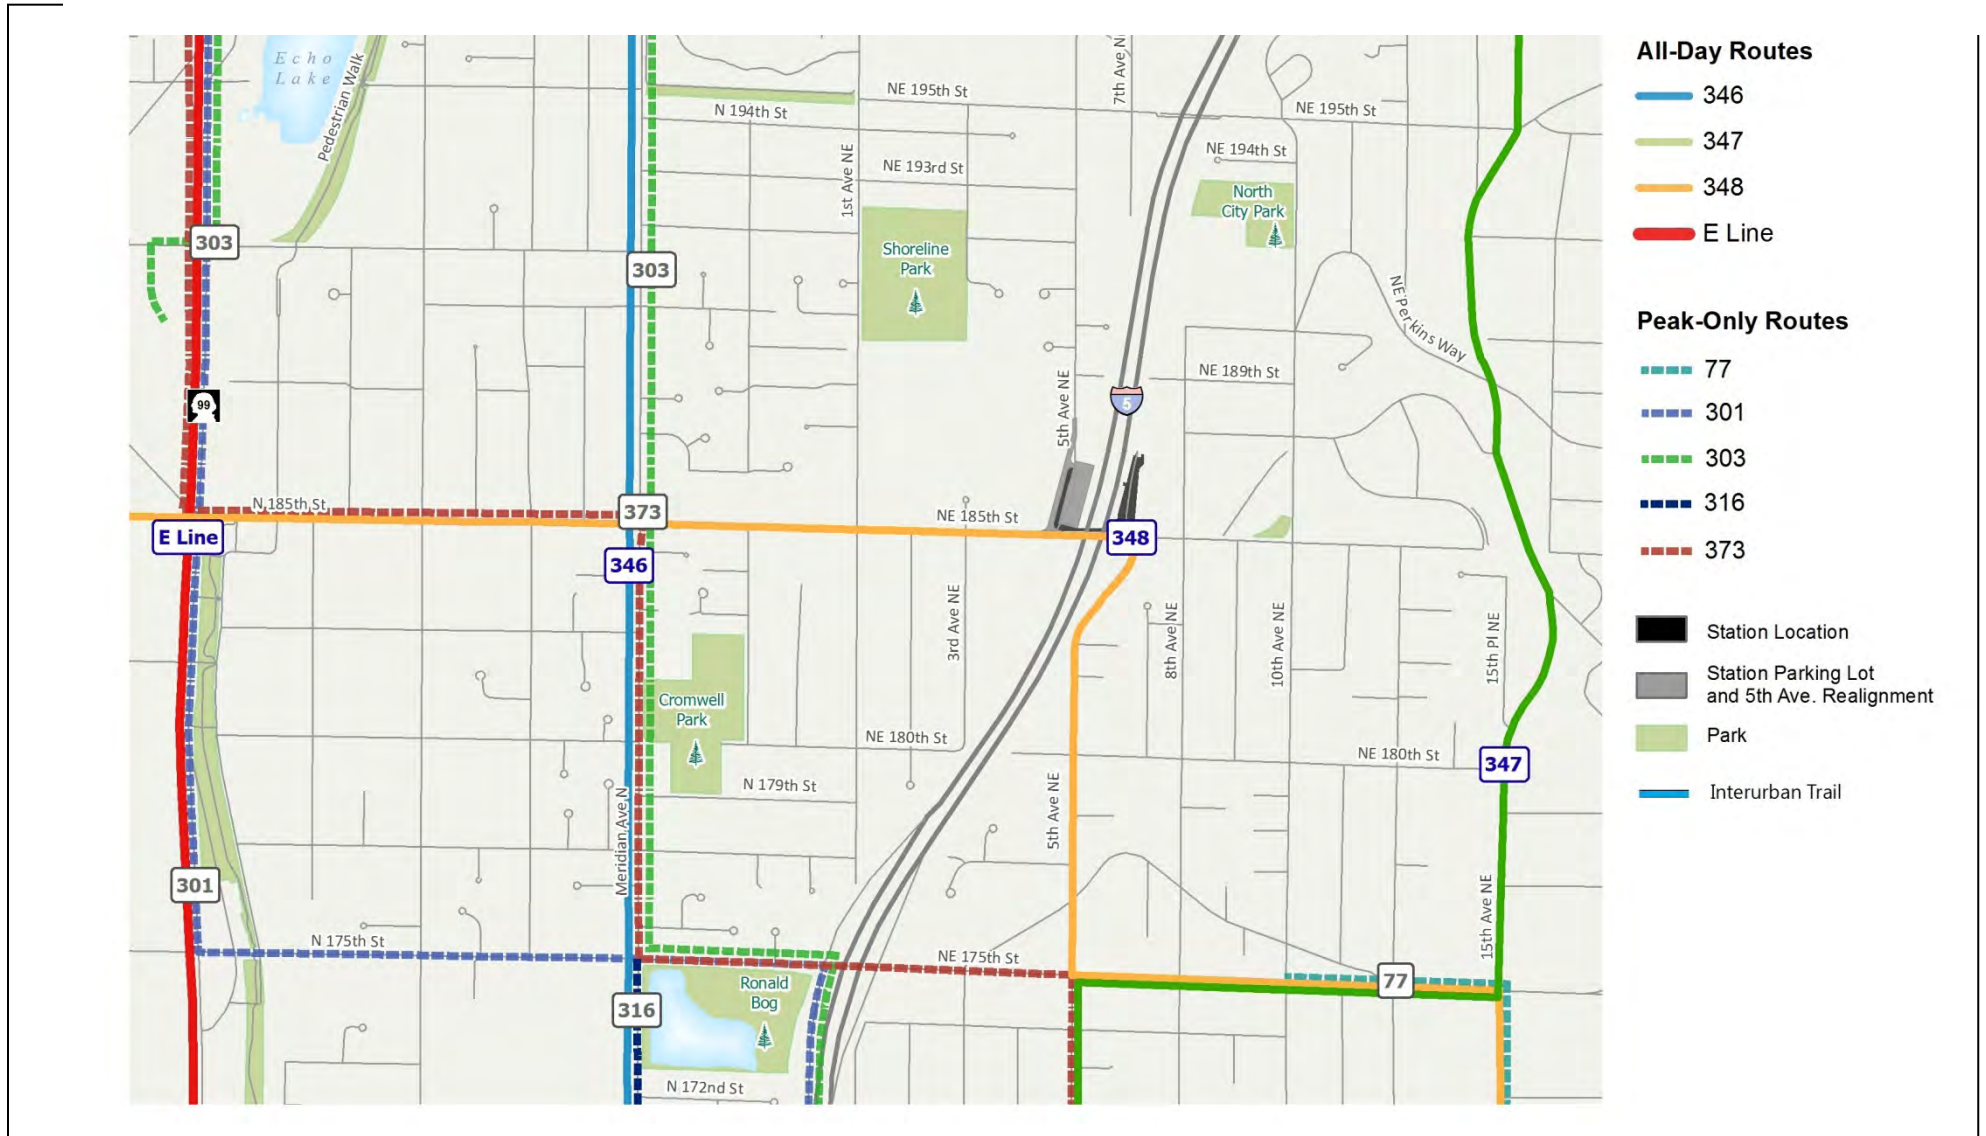 Echo
Lake
Pedestrian Walk
303
99
N 185th St
E Line
301
N 175th St
303
373
346
Meridian Ave N
316
N 194th St
1st Ave NE
NE 195th St
NE 193rd St
Shoreline
Park
NE 185th St
3rd Ave NE
Cromwell
Park
NE 180th St
N 179th St
NE 175th St
Ronald
Bog
N 172nd St
7th Ave N
NE 195th St
NE 194th St
North
City Park
NE Perkins Way
NE 189th St
5th Ave NE
5
348
8th Ave NE
10th Ave NE
15th Pl NE
NE 180th St
347
5th Ave NE
15th Ave NE
77
All-Day Routes
346
347
348
E Line
Peak-Only Routes
77
301
303
316
373
Station Location
Station Parking Lot
and 5th Ave. Realignment
Park
Interurban Trail